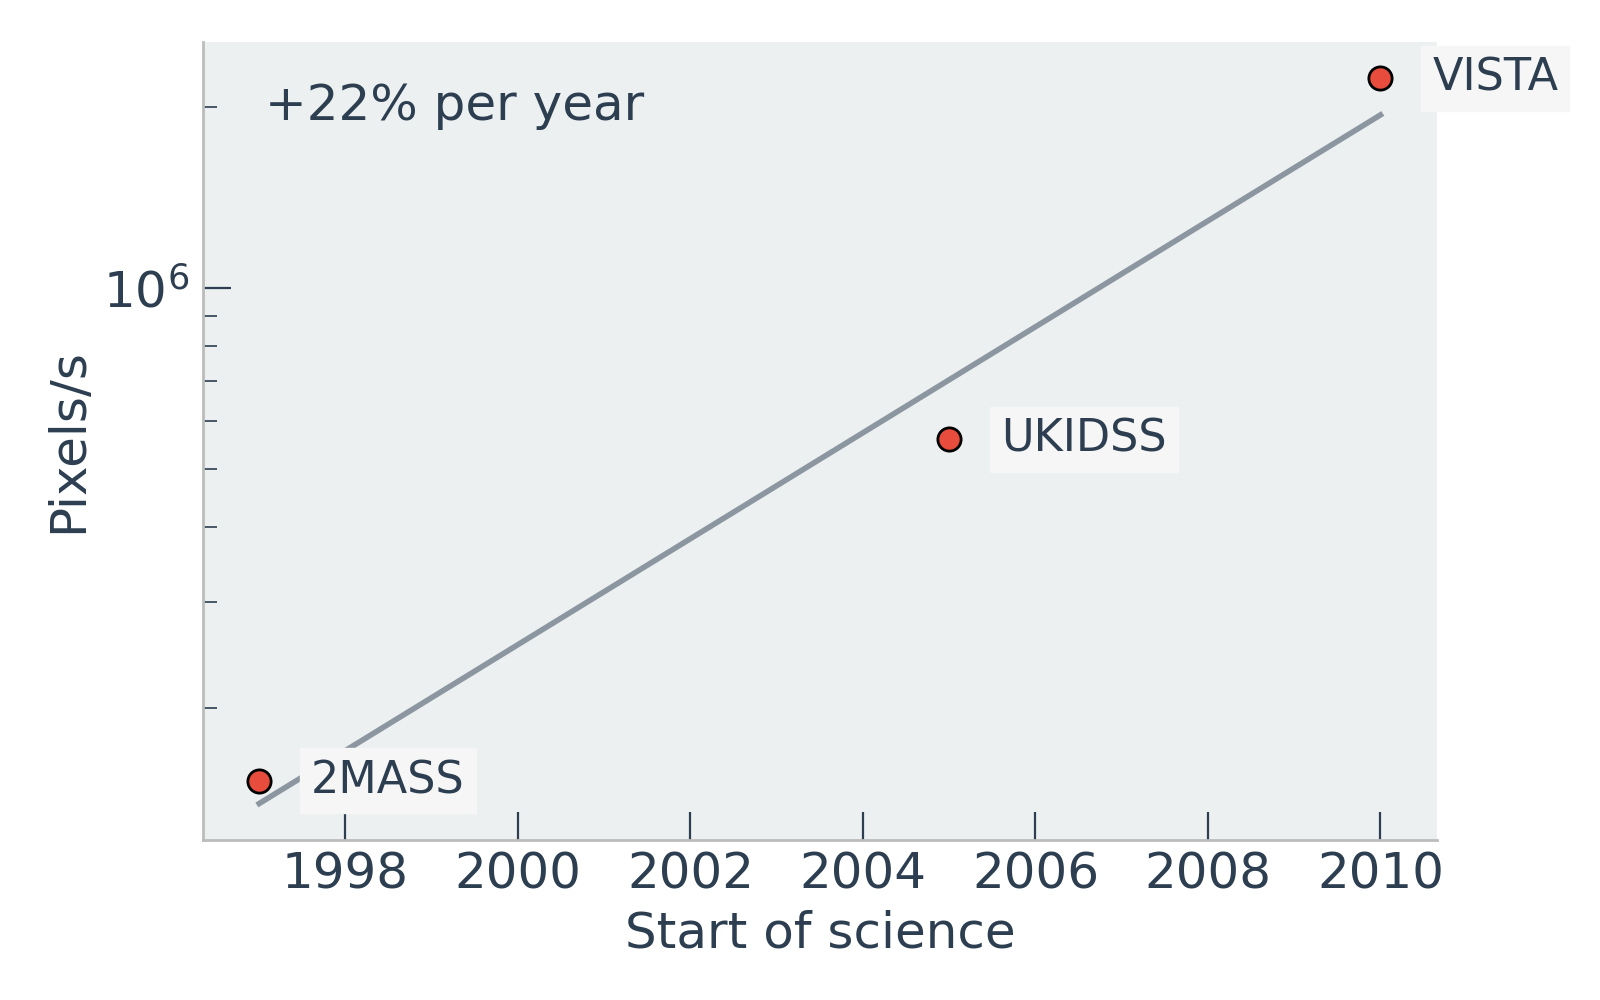 +22% per year
VISTA
10⁶
UKIDSS
2MASS
Pixels/s
1998 2000 2002 2004 2006 2008 2010
Start of science